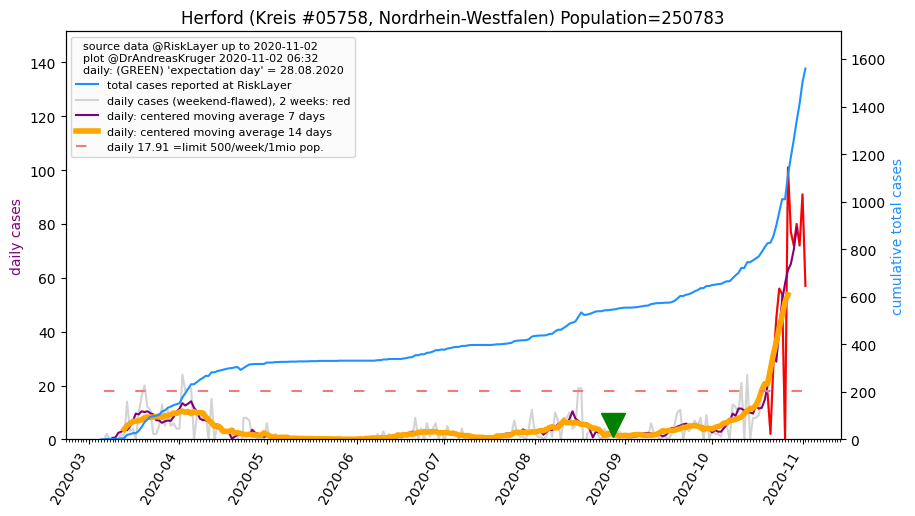 Herford (Kreis #05758, Nordrhein-Westfalen) Population=250783
source data @RiskLayer up to 2020-11-02
plot @DrAndreasKruger 2020-11-02 06:32
daily: (GREEN) 'expectation day' = 28.08.2020
total cases reported at RiskLayer
daily cases (weekend-flawed), 2 weeks: red
daily: centered moving average 7 days
daily: centered moving average 14 days
daily 17.91 =limit 500/week/1mio pop.
daily cases
140
120
100
80
60
40
20
0
1600
1400
1200
1000
800
600
400
200
0
cumulative total cases
2020-03
2020-04
2020-05
2020-06
2020-07
2020-08
2020-09
2020-10
2020-11